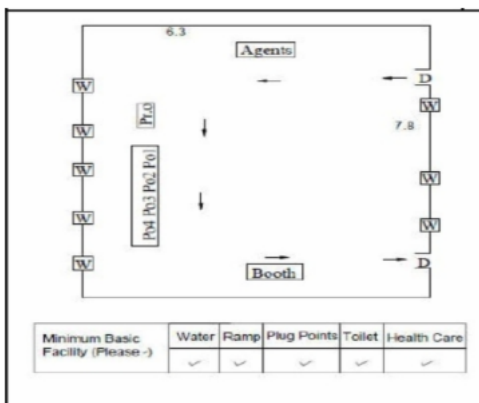 6.3
Agents
D
W
W
Pr.o
7.8
W
Po4 Po3 Po2 Po1
W
W
W
W
W
Booth
D
Minimum Basic Facility (Please -)
Water Ramp Plug Points Toilet Health Care
✓ ✓ ✓ ✓ ✓